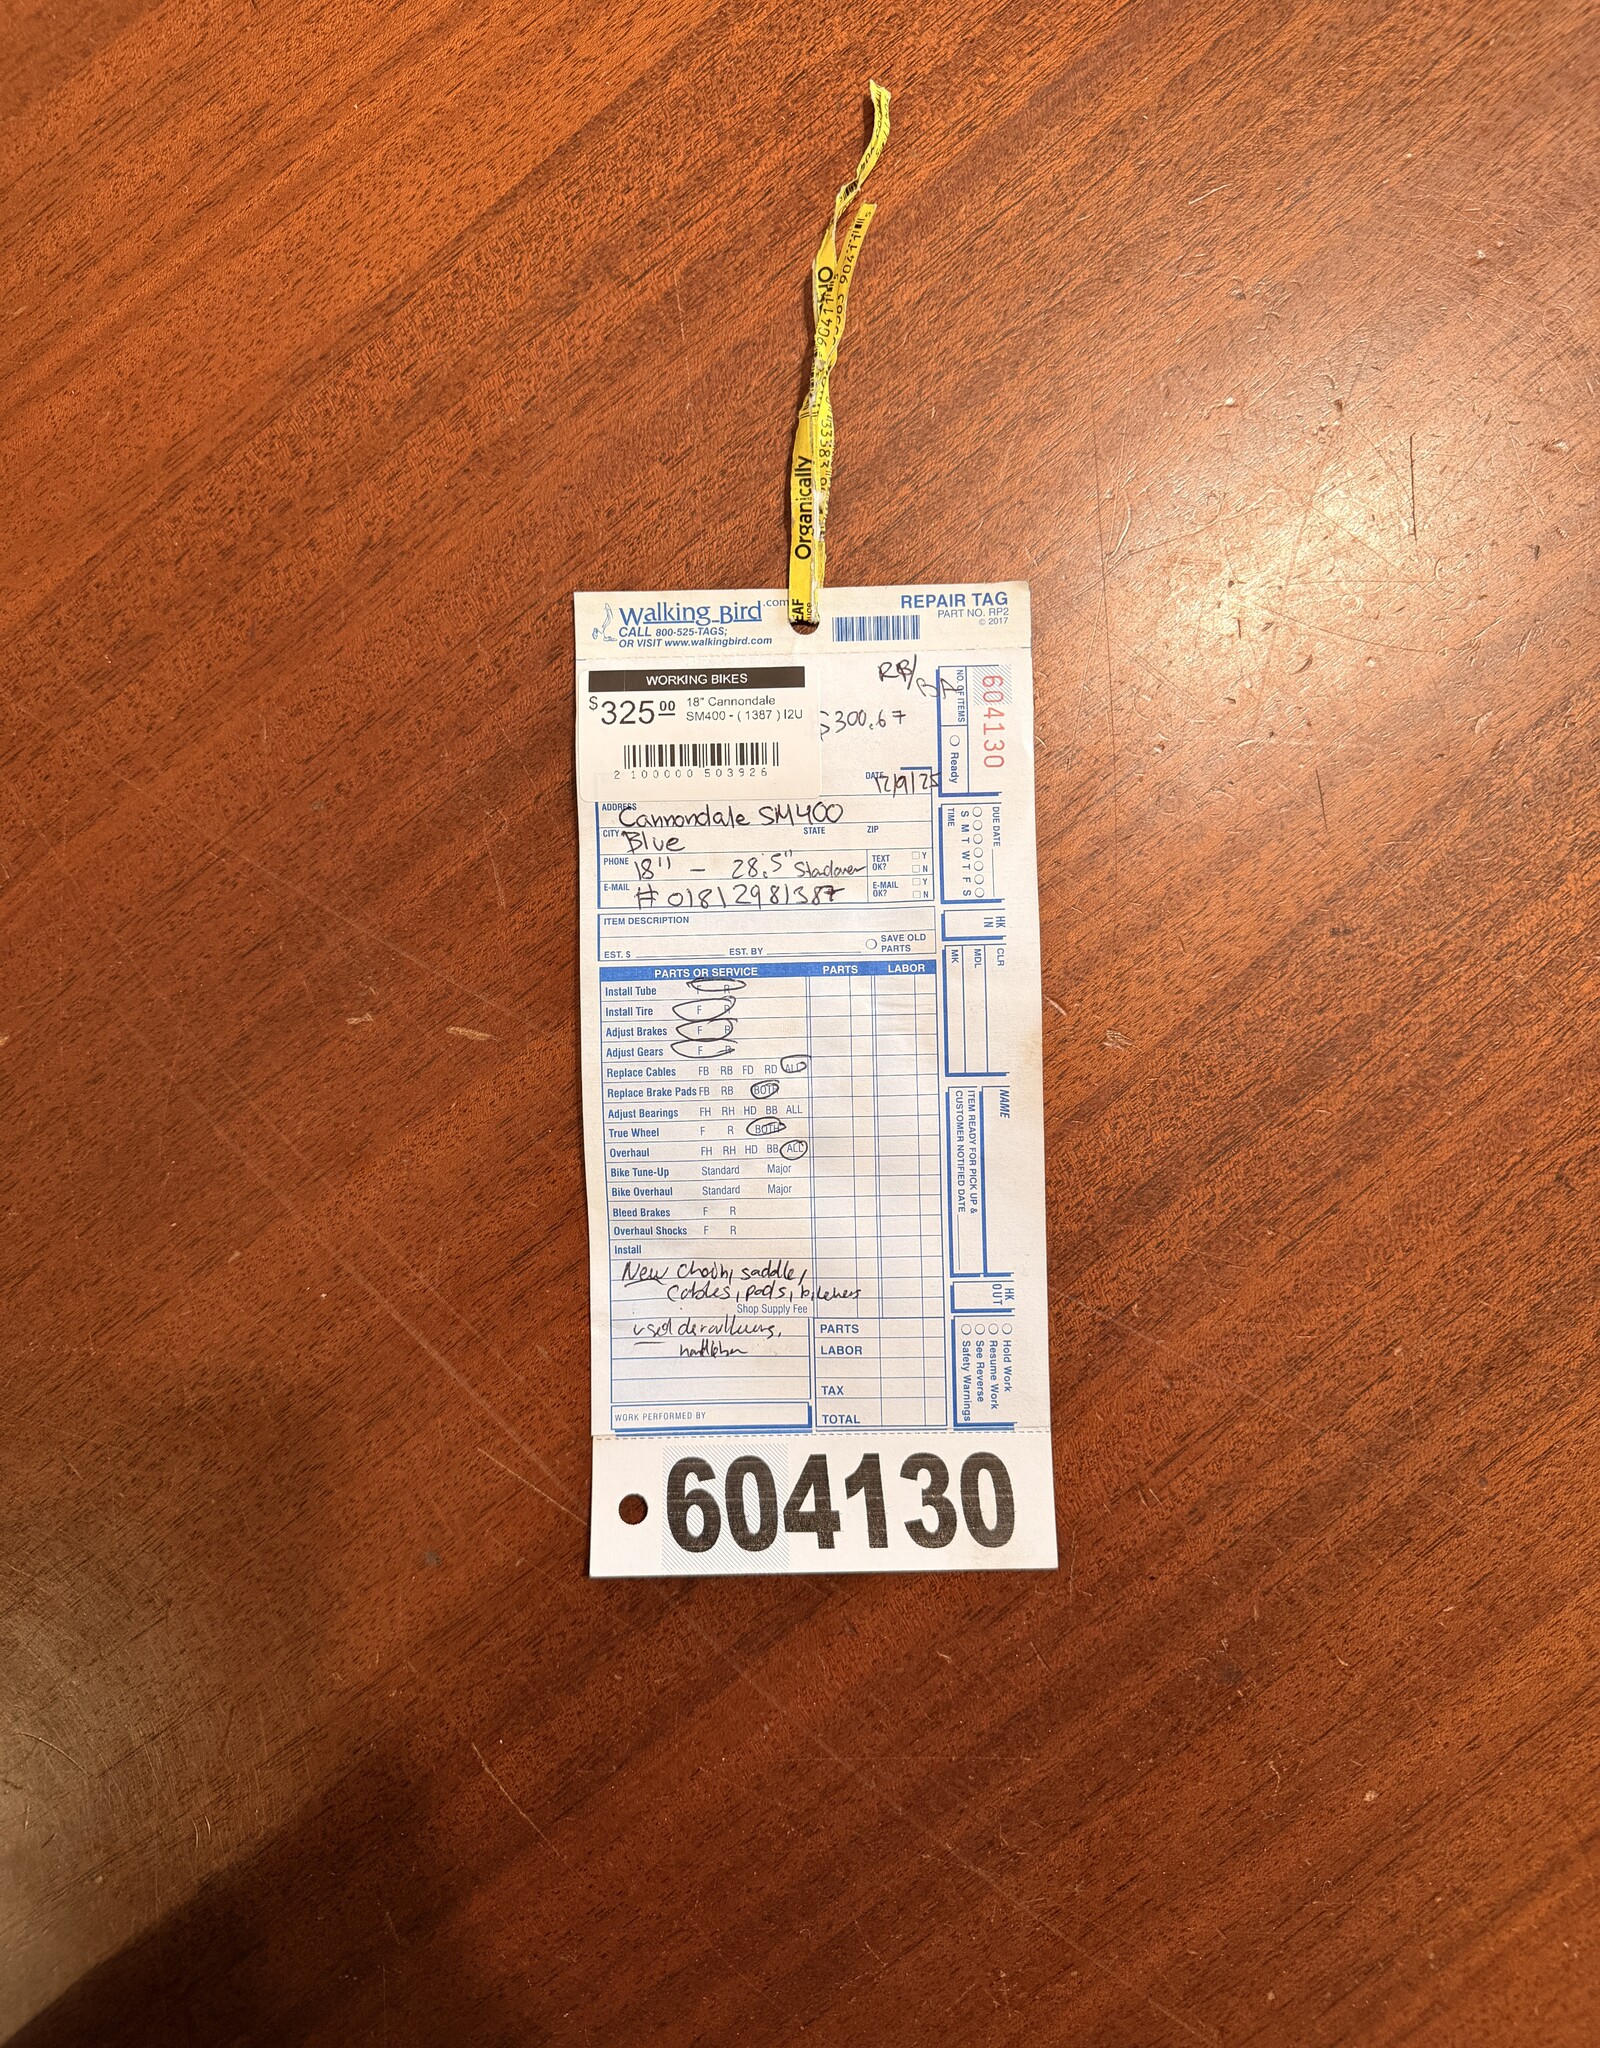 Organically
Walking Bird.com
CALL 800-525-TAGS;
OR VISIT www.walkingbird.com
REPAIR TAG
PART NO. RP2
© 2017
RB/BA
WORKING BIKES
$325.00
18" Cannondale
SM400 - ( 1387 ) I2U
2 100000 503926
$300.67
DATE 12/9/25
ADDRESS
Cannondale SM400
CITY Blue STATE ZIP
PHONE 18" - 28.5" Standover TEXT OK? Y N
E-MAIL # 01812981387 E-MAIL OK? Y N
ITEM DESCRIPTION
EST. $ EST. BY SAVE OLD PARTS
PARTS OR SERVICE PARTS LABOR
Install Tube F R
Install Tire F R
Adjust Brakes F R
Adjust Gears F R
Replace Cables FB RB FD RD ALL
Replace Brake Pads FB RB BOTH
Adjust Bearings FH RH HD BB ALL
True Wheel F R BOTH
Overhaul FH RH HD BB ALL
Bike Tune-Up Standard Major
Bike Overhaul Standard Major
Bleed Brakes F R
Overhaul Shocks F R
Install
New chain, saddle,
cables, pads,
Shop Supply Fee
used
PARTS
LABOR
TAX
WORK PERFORMED BY
TOTAL
604130
NO. OF ITEMS
Ready
DUE DATE
S M T W T F S
TIME
HK IN
CLR
MDL
MK
NAME
ITEM READY FOR PICK UP &
CUSTOMER NOTIFIED DATE
HK OUT
Hold Work
Resume Work
See Reverse
Safety Warnings
604130